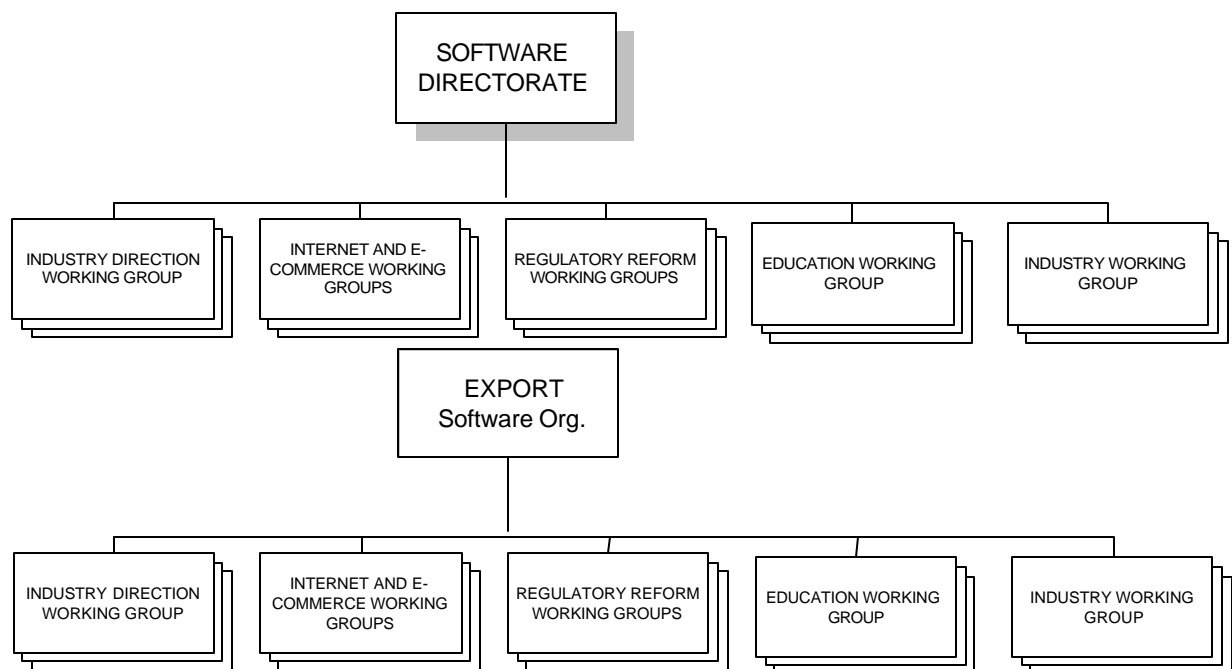 SOFTWARE
DIRECTORATE
INDUSTRY DIRECTION
WORKING GROUP
INTERNET AND E-
COMMERCE WORKING
GROUPS
REGULATORY REFORM
WORKING GROUPS
EDUCATION WORKING
GROUP
INDUSTRY WORKING
GROUP
EXPORT
Software Org.
INDUSTRY DIRECTION
WORKING GROUP
INTERNET AND E-
COMMERCE WORKING
GROUPS
REGULATORY REFORM
WORKING GROUPS
EDUCATION WORKING
GROUP
INDUSTRY WORKING
GROUP